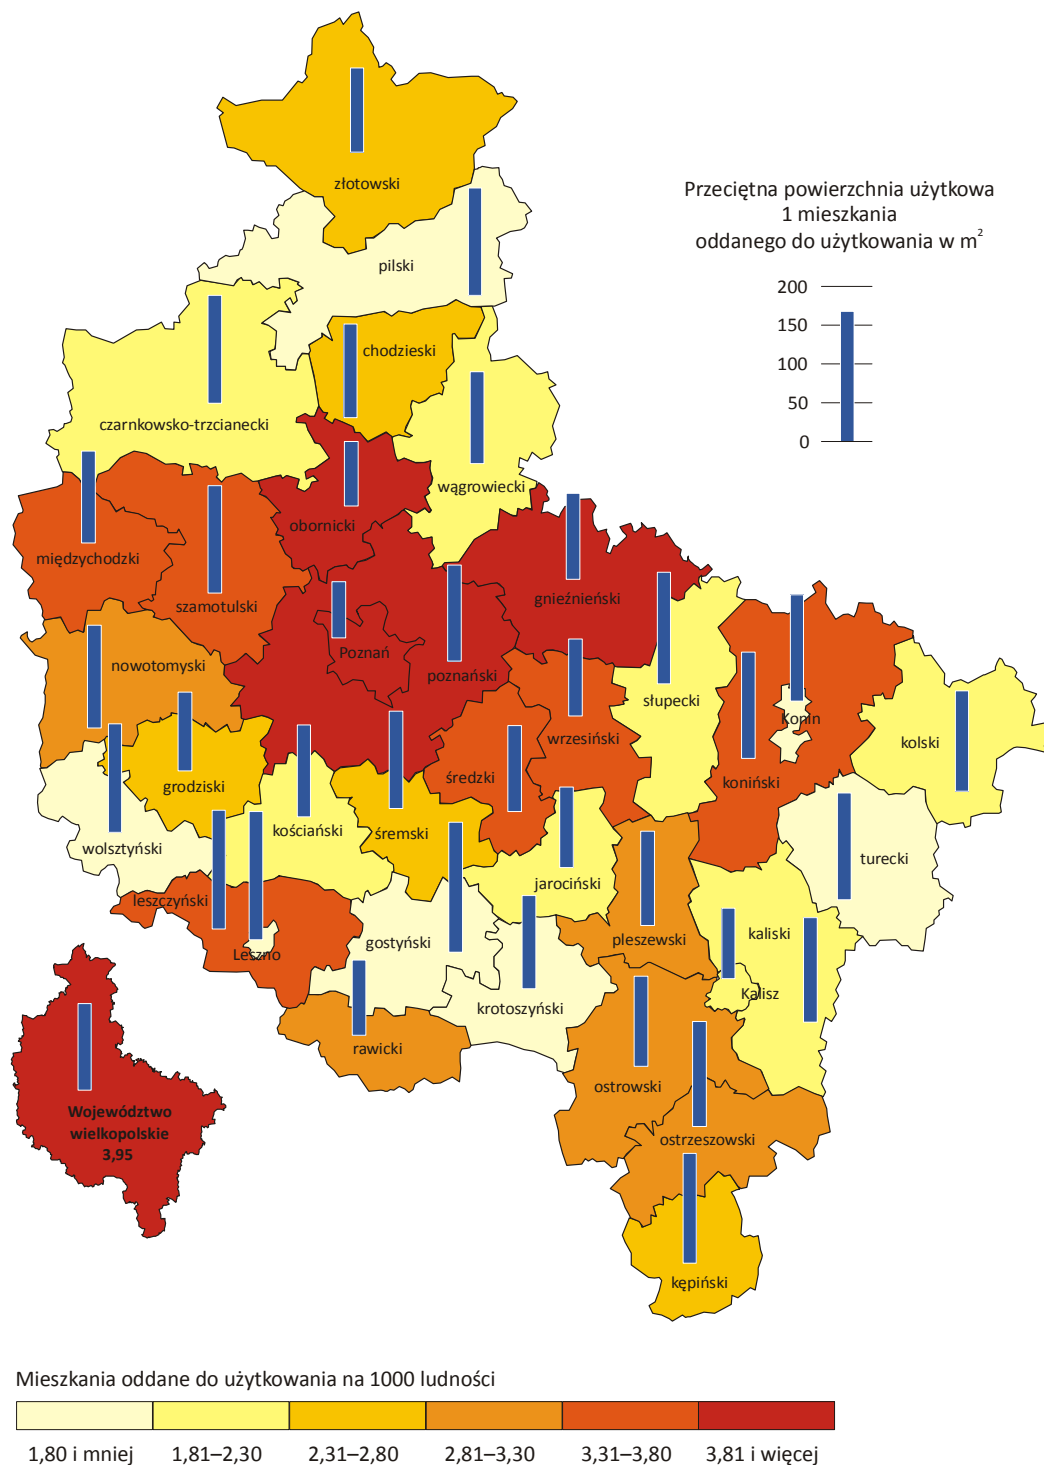 złotowski
Przeciętna powierzchnia użytkowa
1 mieszkania
oddanego do użytkowania w m²
pilski
200
150
100
50
0
chodzieski
czarnkowsko-trzcianecki
wągrowiecki
obornicki
międzychodzki
szamotulski
gnieźnieński
Poznań
nowotomyski
poznański
słupecki
Konin
wrzesiński
kolski
średzki
koniński
grodziski
kościański
śremski
wolsztyński
turecki
jarociński
leszczyński
kaliski
pleszewski
gostyński
Leszno
Kalisz
krotoszyński
rawicki
ostrowski
Województwo
wielkopolskie
3,95
ostrzeszowski
kępiński
Mieszkania oddane do użytkowania na 1000 ludności
1,80 i mniej 1,81–2,30 2,31–2,80 2,81–3,30 3,31–3,80 3,81 i więcej